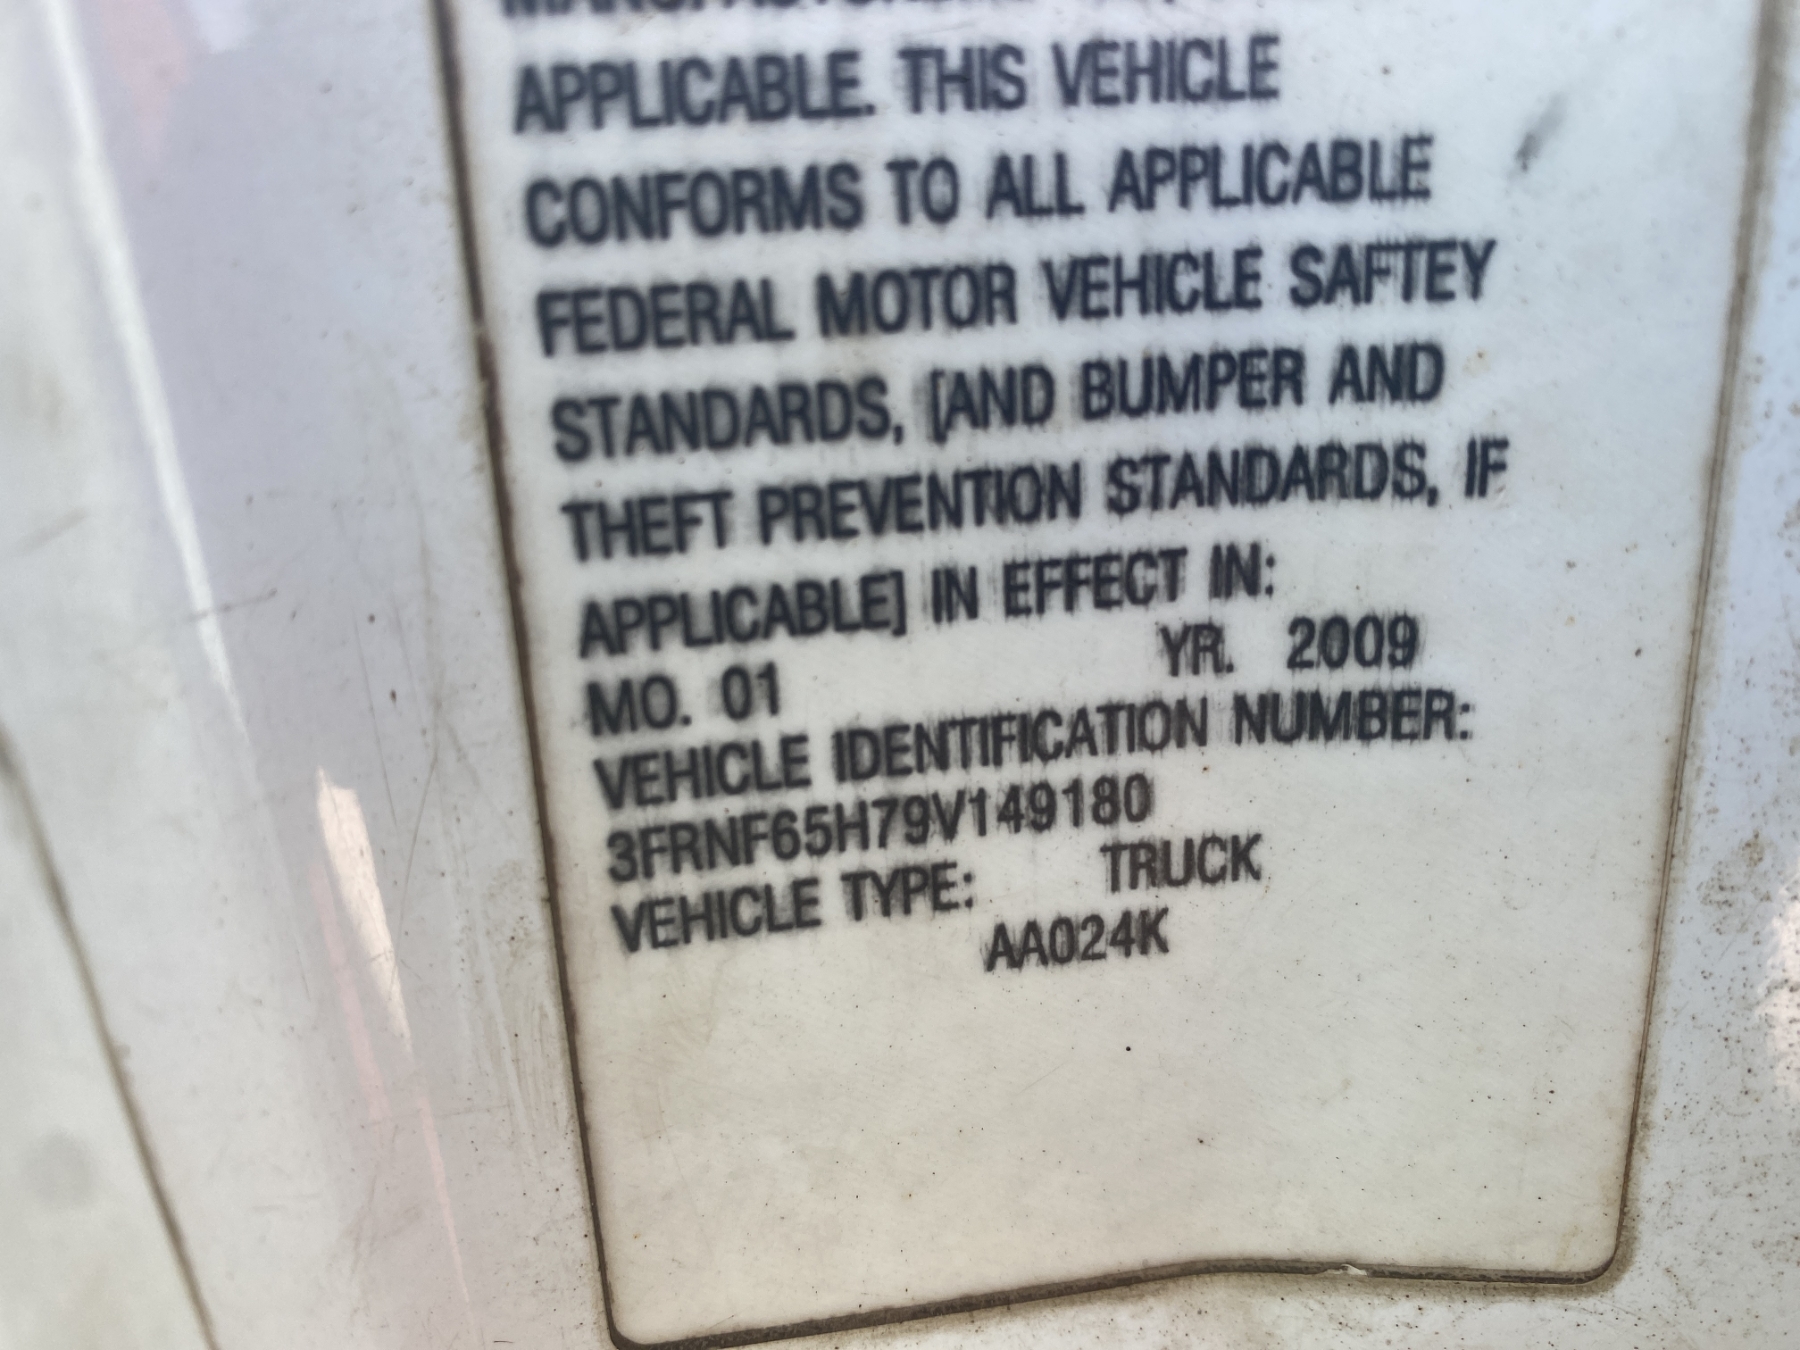 APPLICABLE. THIS VEHICLE
CONFORMS TO ALL APPLICABLE
FEDERAL MOTOR VEHICLE SAFTEY
STANDARDS, [AND BUMPER AND
THEFT PREVENTION STANDARDS, IF
APPLICABLE] IN EFFECT IN:
MO. 01 YR. 2009
VEHICLE IDENTIFICATION NUMBER:
3FRNF65H79V149180
VEHICLE TYPE: TRUCK
AA024K